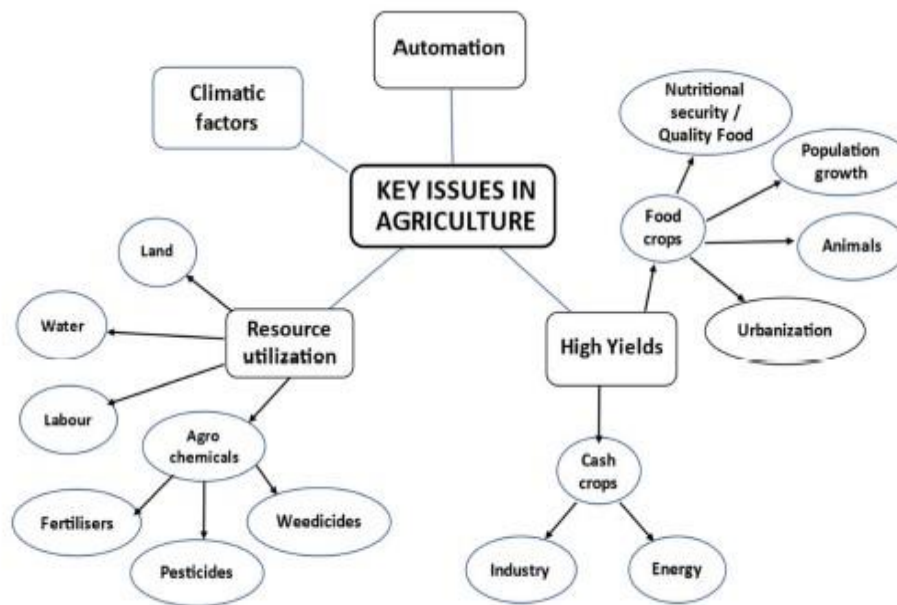 Automation
Climatic
factors
KEY ISSUES IN
AGRICULTURE
Nutritional
security /
Quality Food
Population
growth
Food
crops
Animals
Urbanization
Land
Water
Labour
Resource
utilization
High Yields
Agro
chemicals
Fertilisers
Pesticides
Weedicides
Cash
crops
Industry
Energy